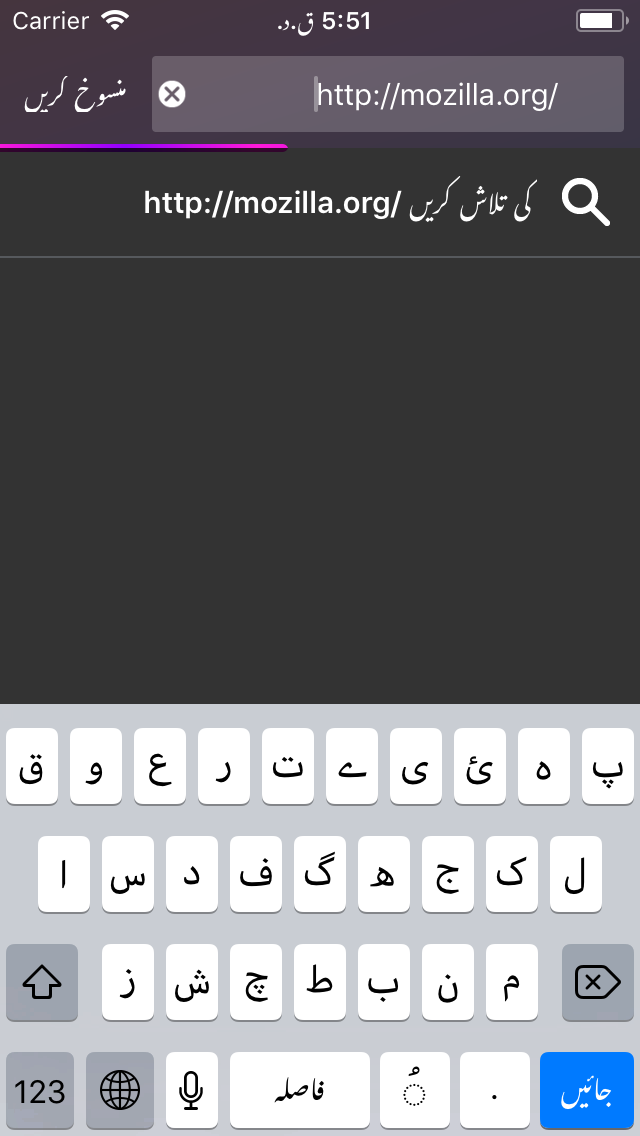 Carrier 5:51 ق.د.
منسوخ کریں http://mozilla.org/
http://mozilla.org/ کی تلاش کریں
ق و ع ر ت ے ی ئ ہ پ
ا س د ف گ ھ ج ک ل
ز ش چ ط ب ن م
123 فاصلہ ُ . جائیں